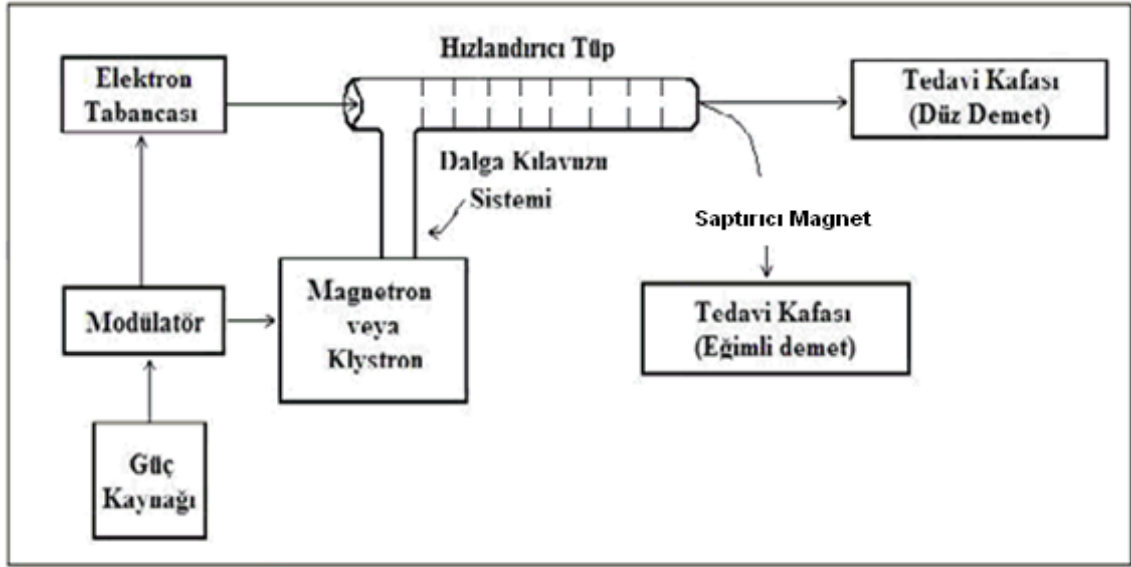 Hızlandırıcı Tüp
Elektron
Tabancası
Tedavi Kafası
(Düz Demet)
Dalga Kılavuzu
Sistemi
Saptırıcı Magnet
Magnetron
veya
Klystron
Modülatör
Tedavi Kafası
(Eğimli demet)
Güç
Kaynağı